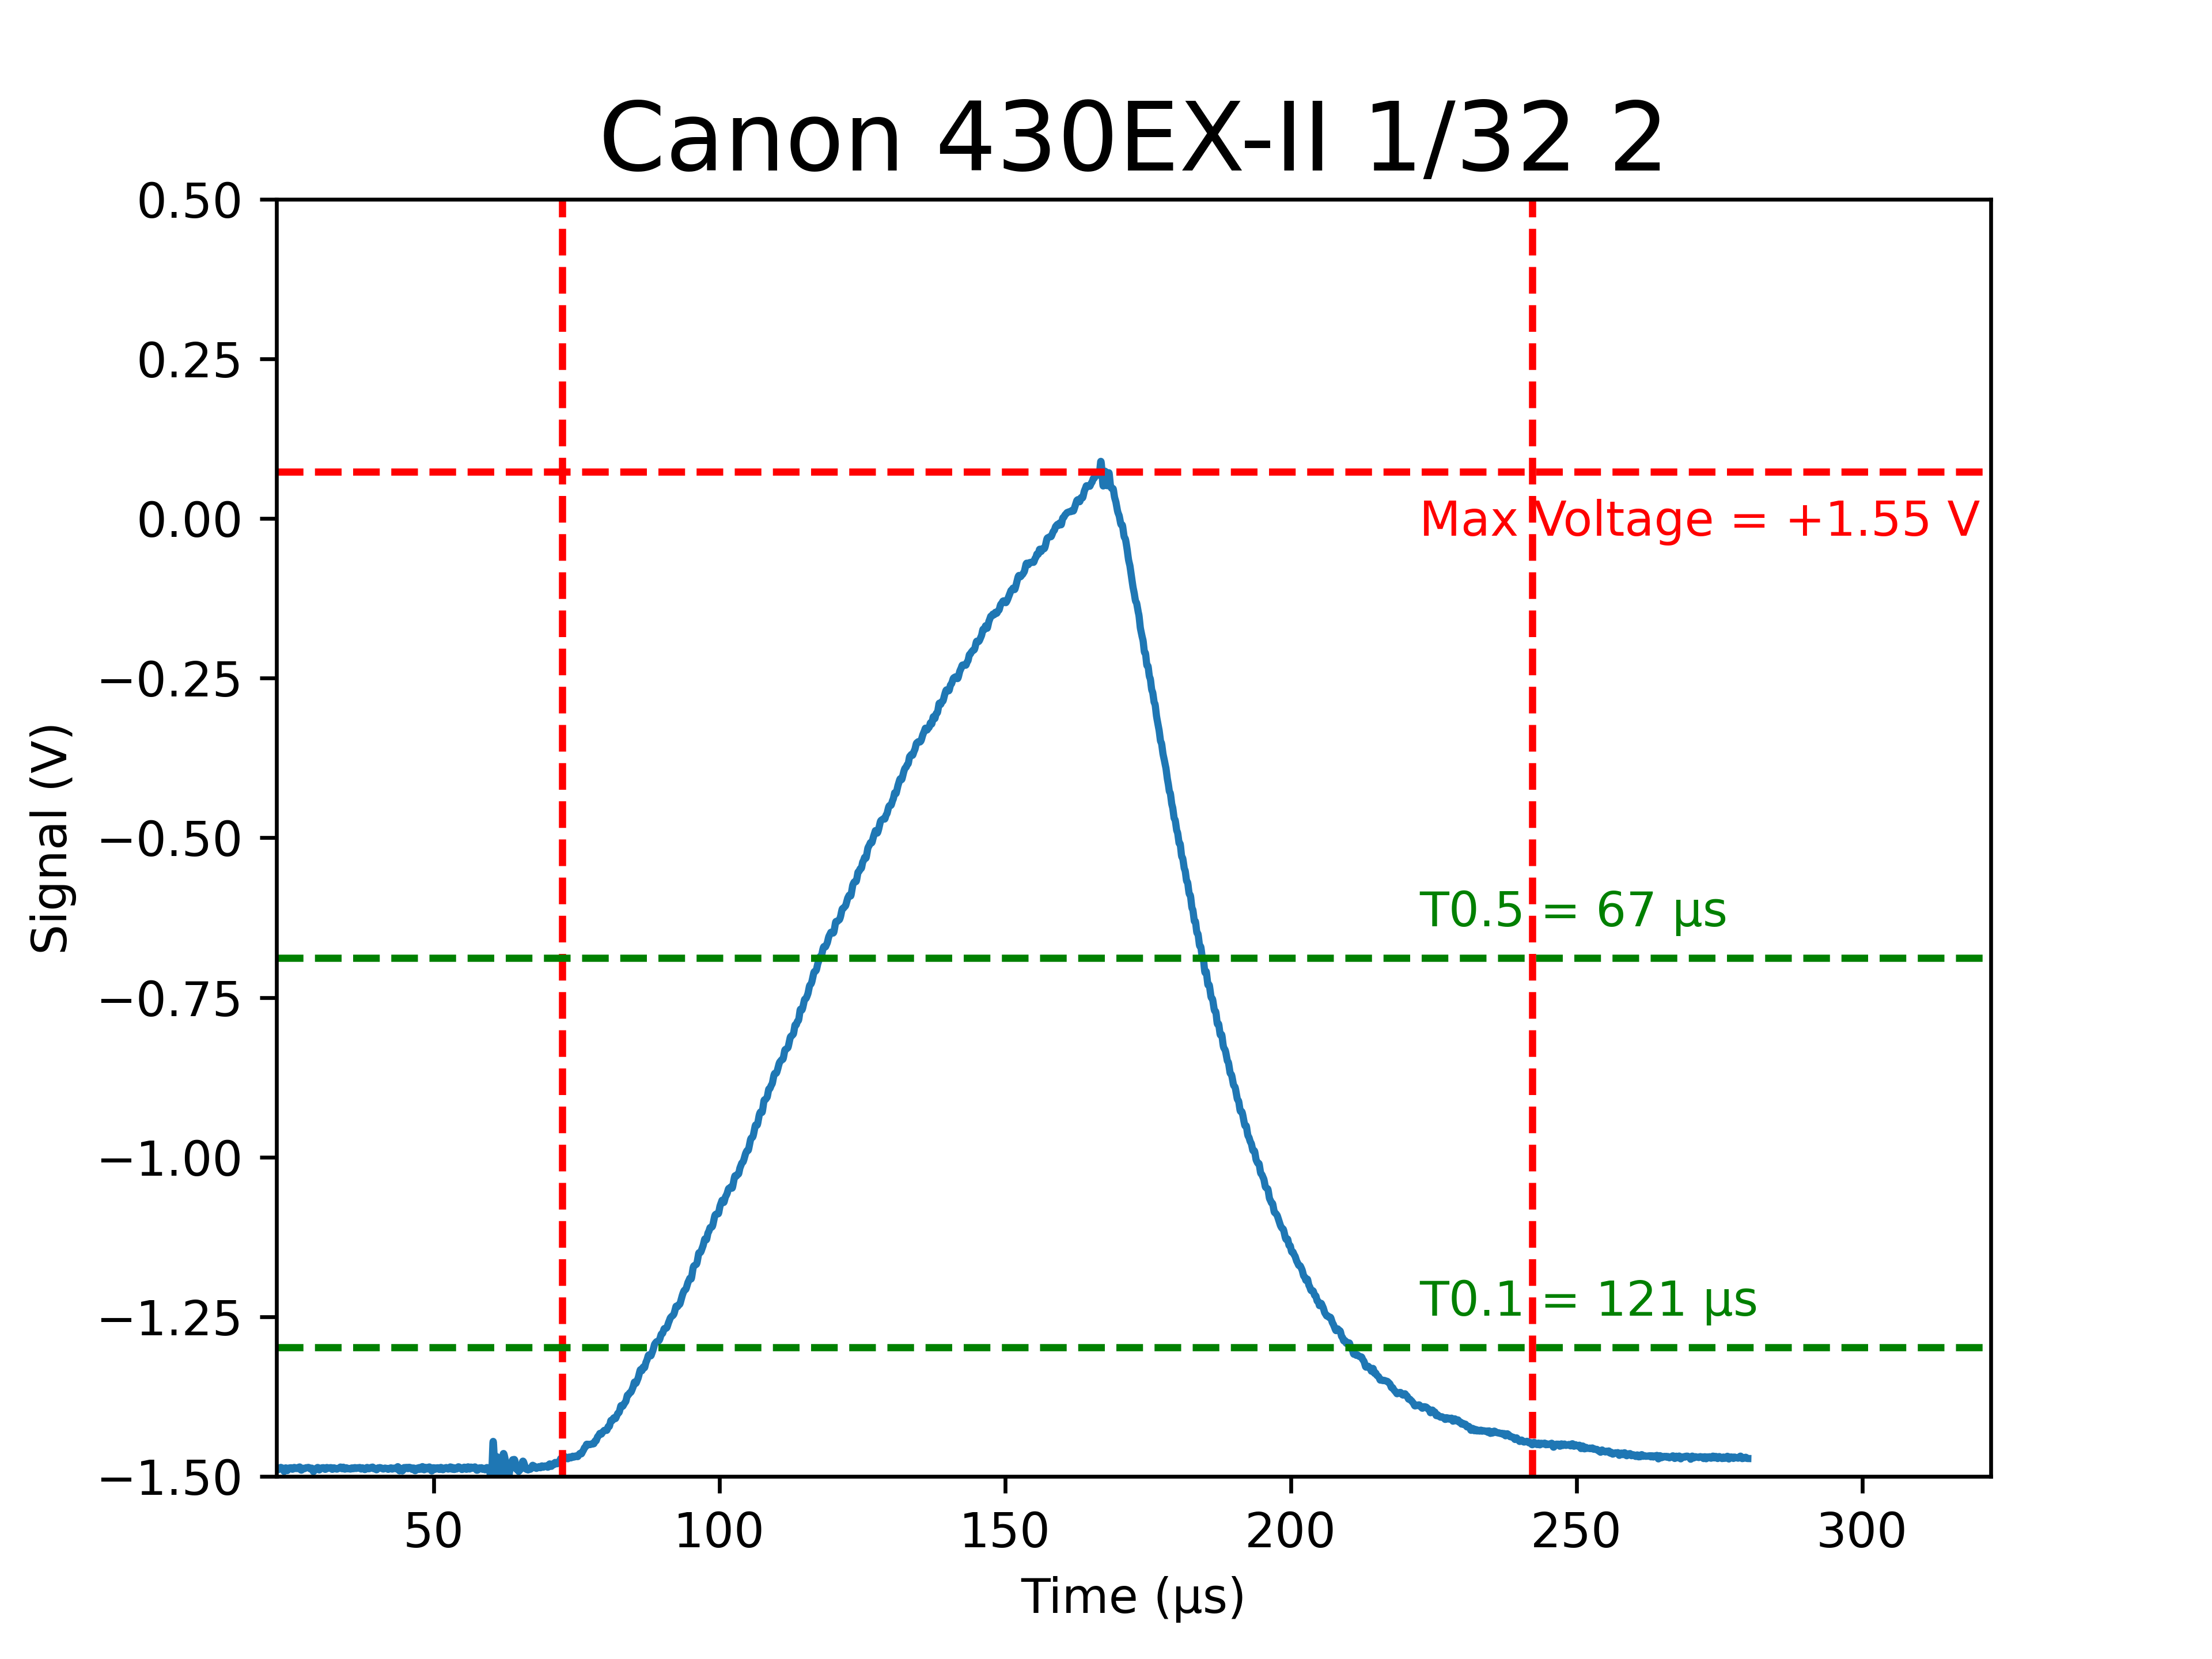 Canon 430EX-II 1/32 2
0.50
0.25
0.00
−0.25
−0.50
−0.75
−1.00
−1.25
−1.50
Signal (V)
Max Voltage = +1.55 V
T0.5 = 67 µs
T0.1 = 121 µs
50 100 150 200 250 300
Time (µs)